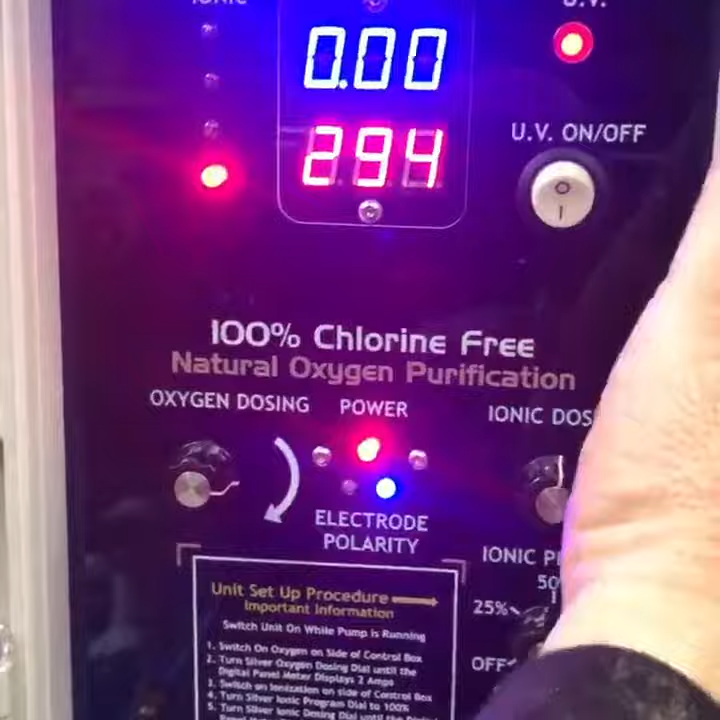 IONIC
U.V.
0.00
294
U.V. ON/OFF
100% Chlorine Free
Natural Oxygen Purification
OXYGEN DOSING
POWER
IONIC DOS
ELECTRODE
POLARITY
IONIC P
50
25%
OFF
Unit Set Up Procedure
Important Information
Switch Unit On While Pump is Running
1. Switch On Oxygen on Side of Control Box
2. Turn Silver Oxygen Dosing Dial until the
Digital Panel Meter Displays 2 Amps
3. Switch on Ionization on side of Control Box
4. Turn Silver Ionic Program Dial to 100%
5. Turn Silver Ionic Dosing Dial until the